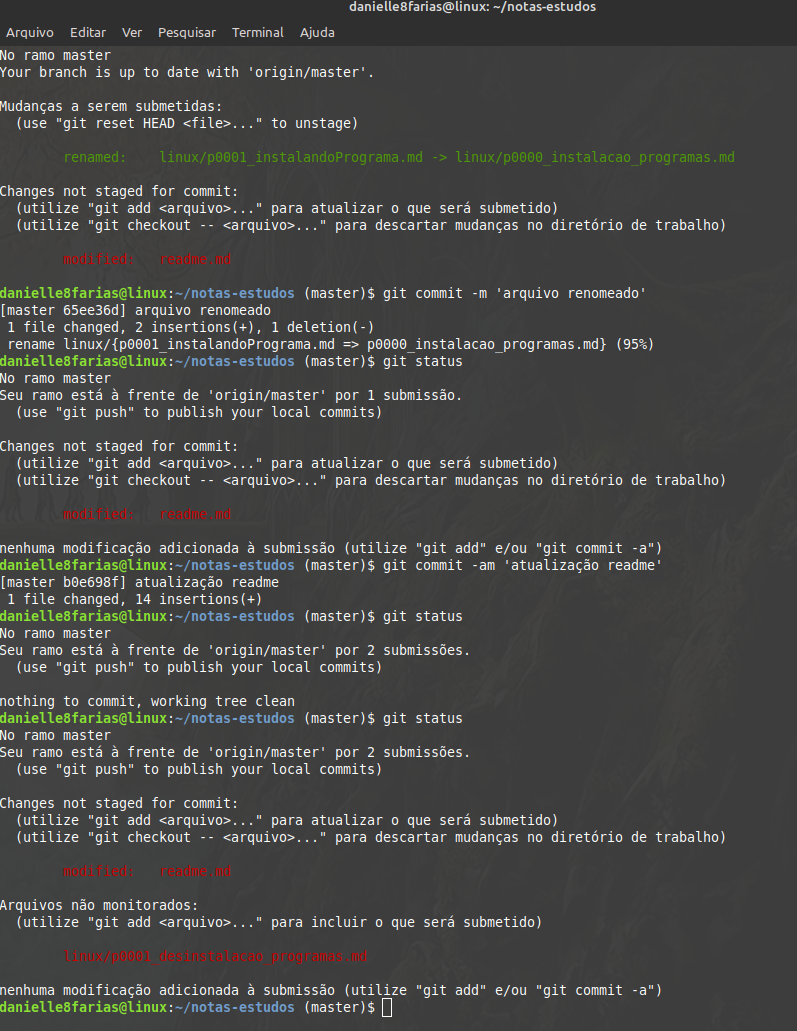 danielle8farias@linux: ~/notas-estudos
Arquivo Editar Ver Pesquisar Terminal Ajuda
No ramo master
Your branch is up to date with 'origin/master'.
Mudanças a serem submetidas:
(use "git reset HEAD <file>..." to unstage)
renamed: linux/p0001_instalandoPrograma.md -> linux/p0000_instalacao_programas.md
Changes not staged for commit:
(utilize "git add <arquivo>..." para atualizar o que será submetido)
(utilize "git checkout -- <arquivo>..." para descartar mudanças no diretório de trabalho)
modified: readme.md
danielle8farias@linux:~/notas-estudos (master)$ git commit -m 'arquivo renomeado'
[master 65ee36d] arquivo renomeado
1 file changed, 2 insertions(+), 1 deletion(-)
rename linux/{p0001_instalandoPrograma.md => p0000_instalacao_programas.md} (95%)
danielle8farias@linux:~/notas-estudos (master)$ git status
No ramo master
Seu ramo está à frente de 'origin/master' por 1 submissão.
(use "git push" to publish your local commits)
Changes not staged for commit:
(utilize "git add <arquivo>..." para atualizar o que será submetido)
(utilize "git checkout -- <arquivo>..." para descartar mudanças no diretório de trabalho)
modified: readme.md
nenhuma modificação adicionada à submissão (utilize "git add" e/ou "git commit -a")
danielle8farias@linux:~/notas-estudos (master)$ git commit -am 'atualização readme'
[master b0e698f] atualização readme
1 file changed, 14 insertions(+)
danielle8farias@linux:~/notas-estudos (master)$ git status
No ramo master
Seu ramo está à frente de 'origin/master' por 2 submissões.
(use "git push" to publish your local commits)
nothing to commit, working tree clean
danielle8farias@linux:~/notas-estudos (master)$ git status
No ramo master
Seu ramo está à frente de 'origin/master' por 2 submissões.
(use "git push" to publish your local commits)
Changes not staged for commit:
(utilize "git add <arquivo>..." para atualizar o que será submetido)
(utilize "git checkout -- <arquivo>..." para descartar mudanças no diretório de trabalho)
modified: readme.md
Arquivos não monitorados:
(utilize "git add <arquivo>..." para incluir o que será submetido)
linux/p0001_desinstalacao_programas.md
nenhuma modificação adicionada à submissão (utilize "git add" e/ou "git commit -a")
danielle8farias@linux:~/notas-estudos (master)$